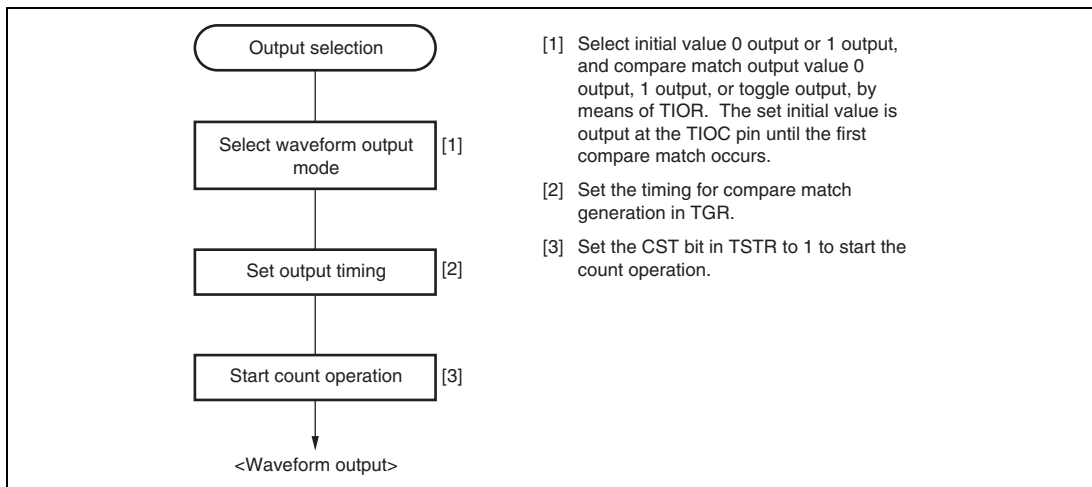 Output selection
Select waveform output
mode
[1]
Set output timing
[2]
Start count operation
[3]
<Waveform output>
[1] Select initial value 0 output or 1 output,
and compare match output value 0
output, 1 output, or toggle output, by
means of TIOR. The set initial value is
output at the TIOC pin until the first
compare match occurs.
[2] Set the timing for compare match
generation in TGR.
[3] Set the CST bit in TSTR to 1 to start the
count operation.